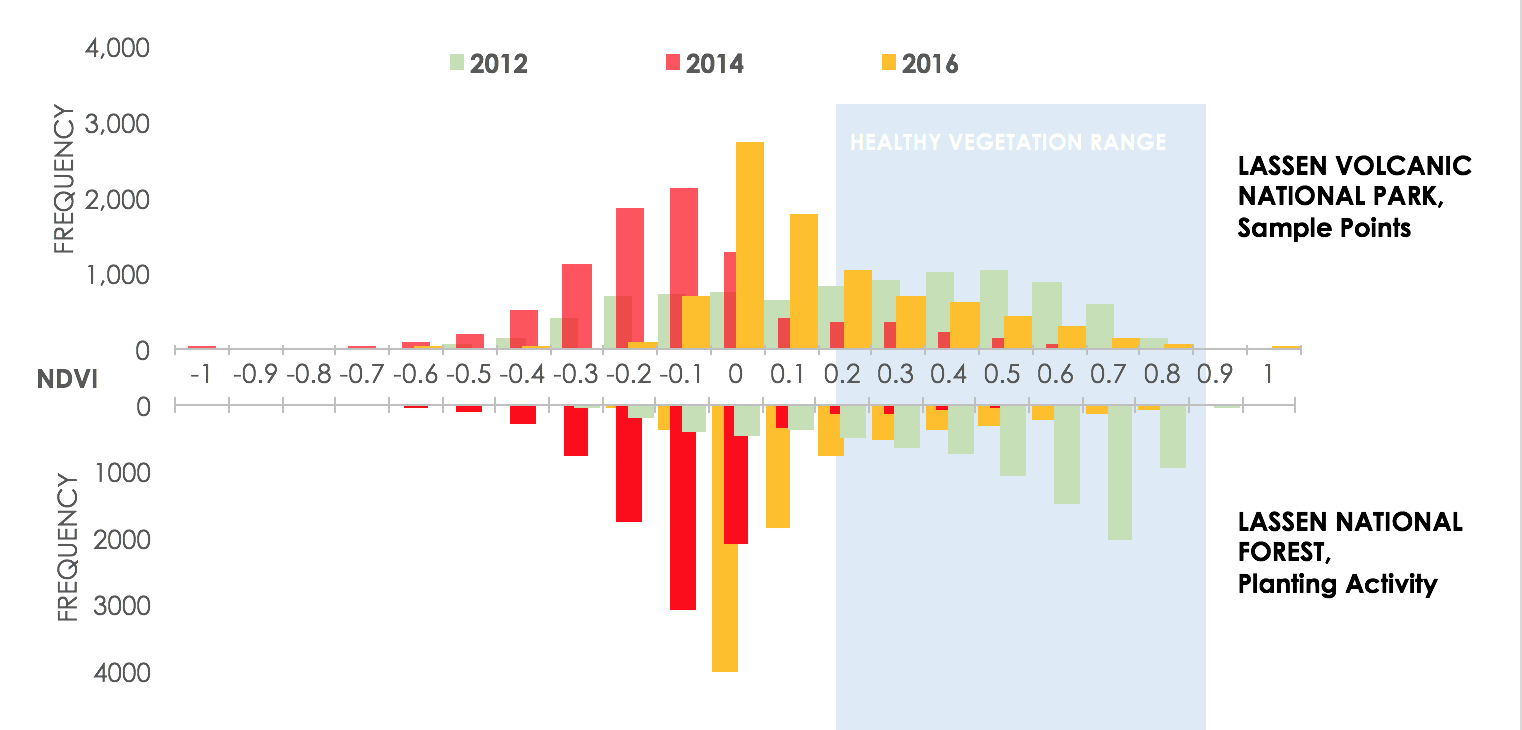 4,000
2012 2014 2016
3,000
HEALTHY VEGETATION RANGE
LASSEN VOLCANIC
NATIONAL PARK,
Sample Points
FREQUENCY
2,000
1,000
0
NDVI -1 -0.9 -0.8 -0.7 -0.6 -0.5 -0.4 -0.3 -0.2 -0.1 0 0.1 0.2 0.3 0.4 0.5 0.6 0.7 0.8 0.9 1
0
1000
FREQUENCY
2000
LASSEN NATIONAL
FOREST,
Planting Activity
3000
4000